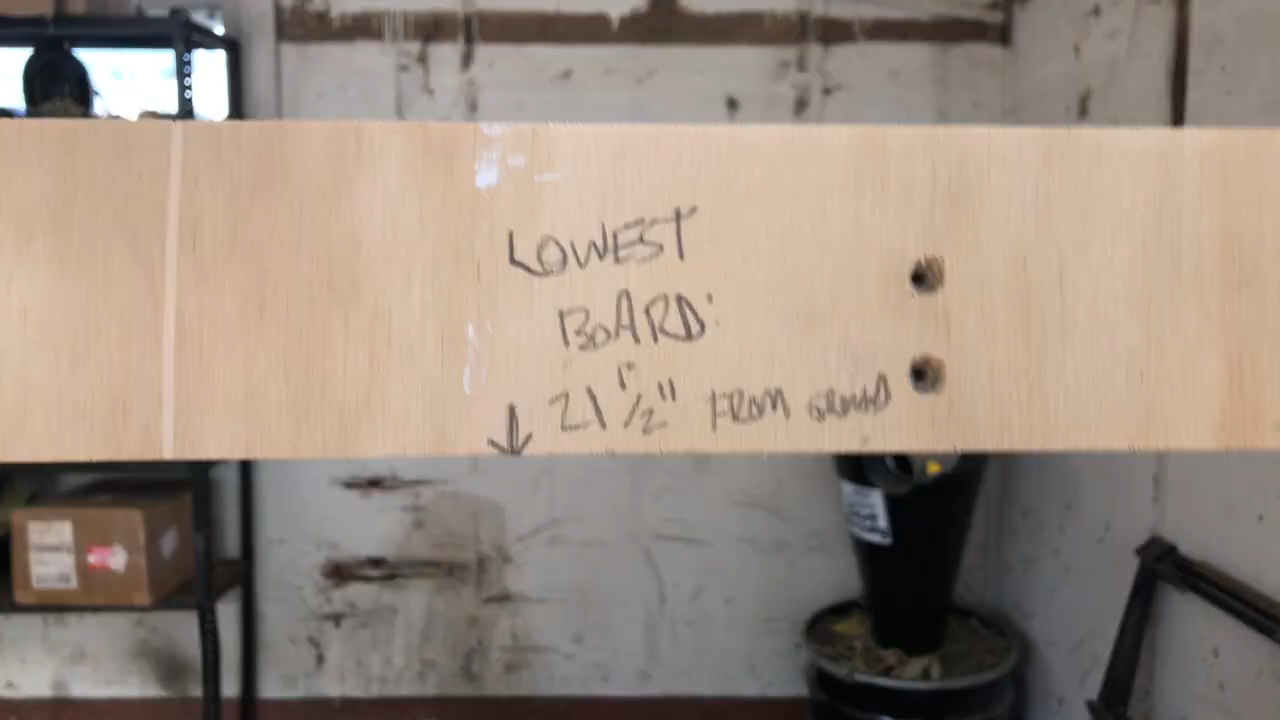 LOWEST
BOARD:
↓ 21 1/2" FROM GROUND